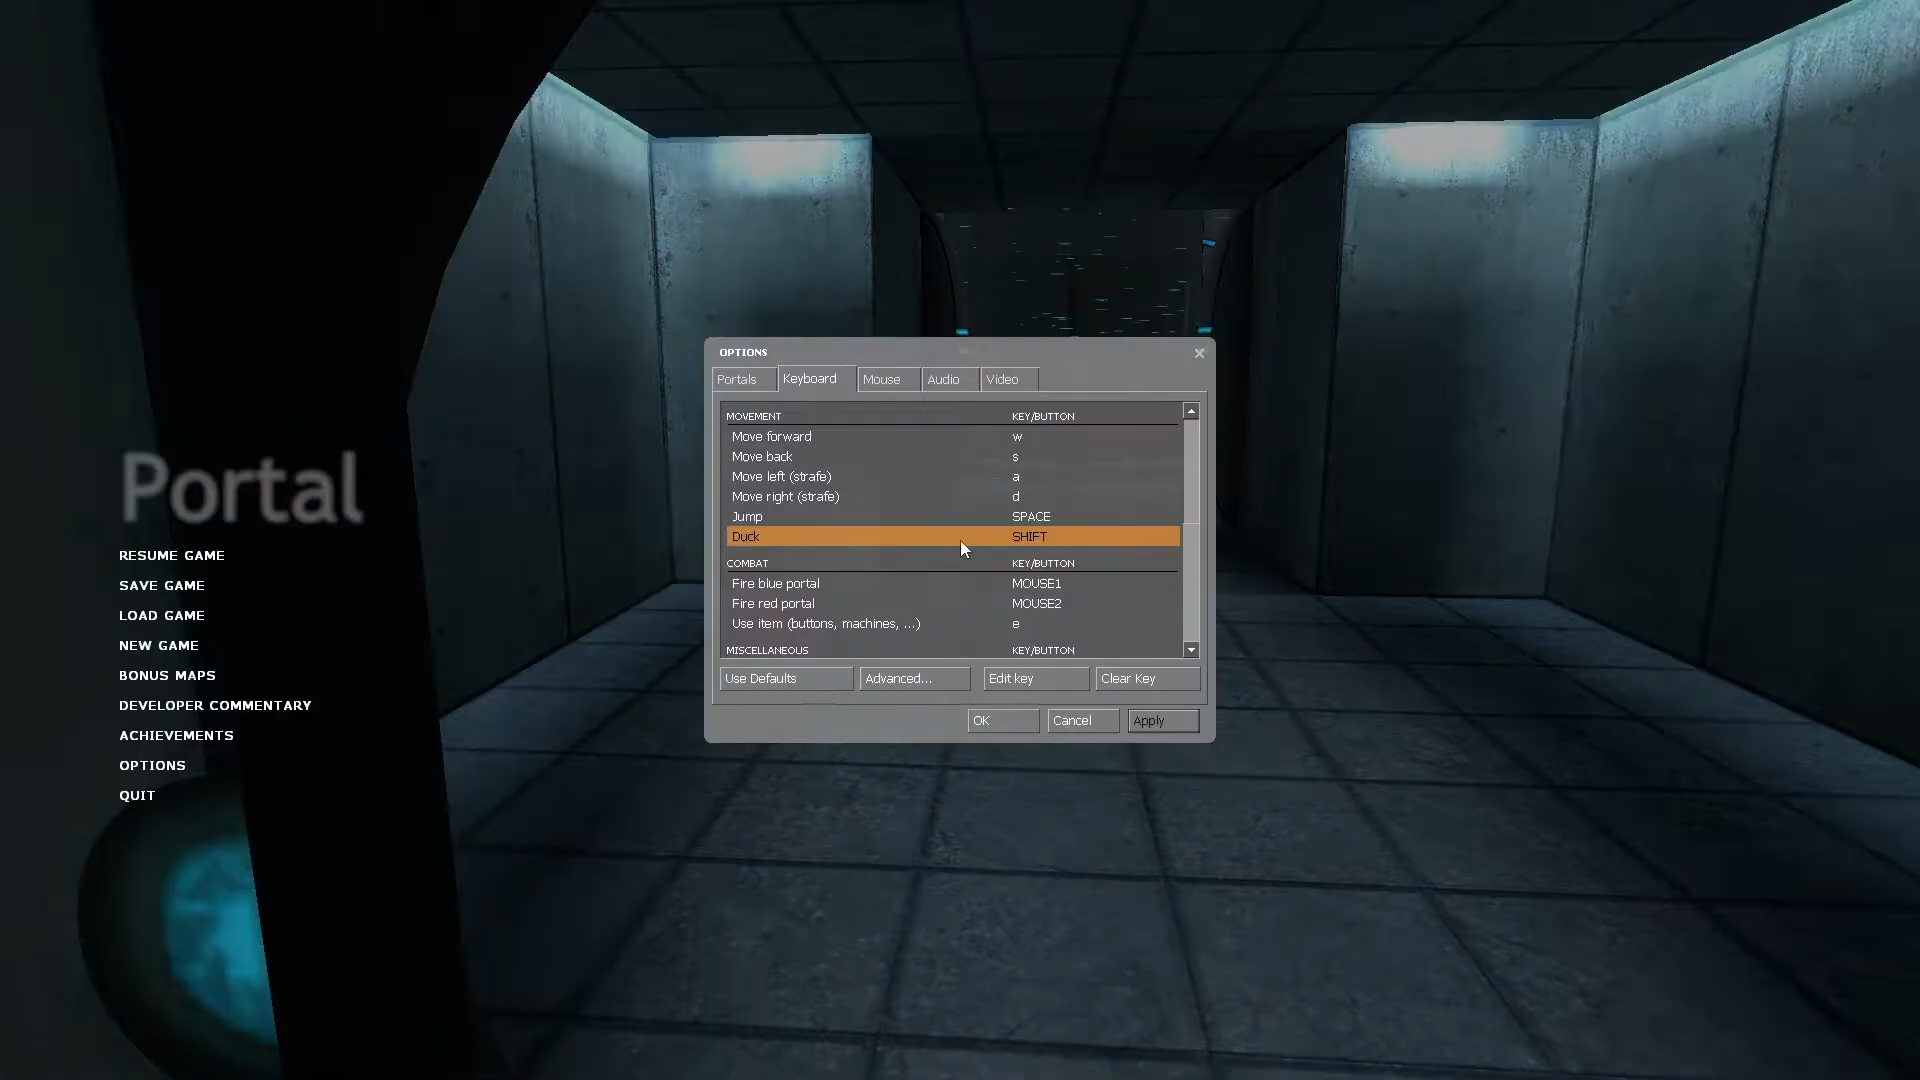 Portal
RESUME GAME
SAVE GAME
LOAD GAME
NEW GAME
BONUS MAPS
DEVELOPER COMMENTARY
ACHIEVEMENTS
OPTIONS
QUIT
OPTIONS
Portals Keyboard Mouse Audio Video
MOVEMENT KEY/BUTTON
Move forward w
Move back s
Move left (strafe) a
Move right (strafe) d
Jump SPACE
Duck SHIFT
COMBAT KEY/BUTTON
Fire blue portal MOUSE1
Fire red portal MOUSE2
Use item (buttons, machines, ...) e
MISCELLANEOUS KEY/BUTTON
Use Defaults Advanced... Edit key Clear Key
OK Cancel Apply